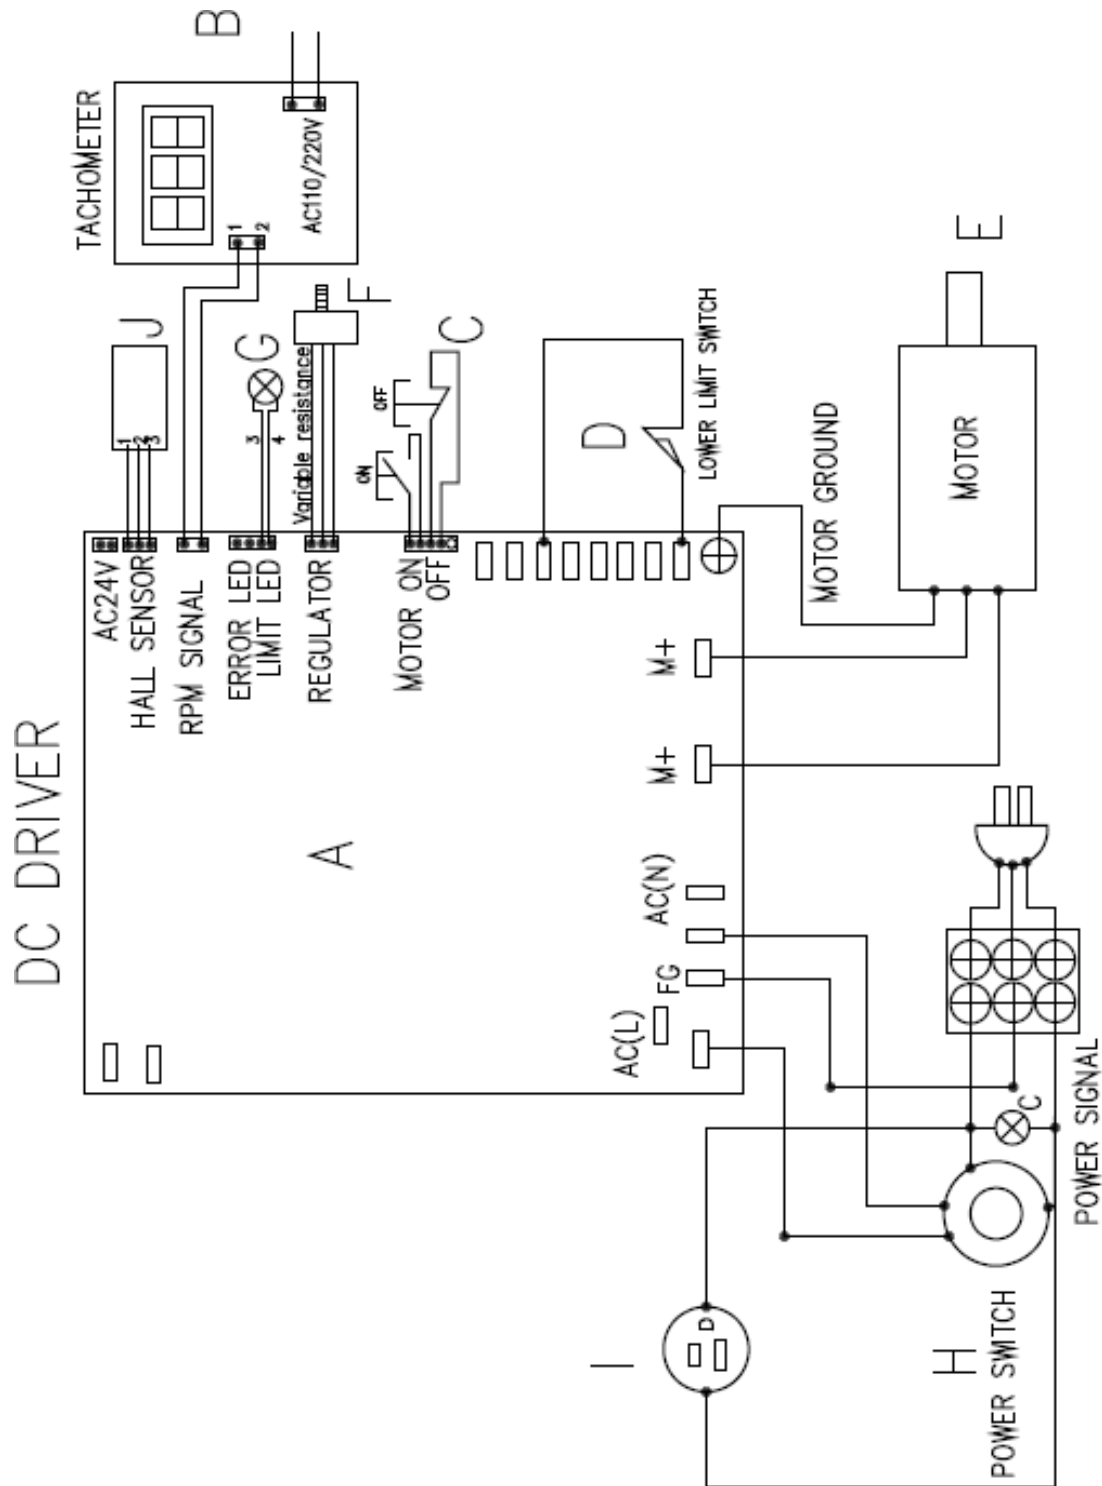 DC DRIVER
A
TACHOMETER
B
1
2
AC110/220V
J
1
2
3
G
3
4
F
Variable resistance
C
ON
OFF
AC24V
HALL SENSOR
RPM SIGNAL
ERROR LED
LIMIT LED
REGULATOR
MOTOR ON
OFF
D
LOWER LIMIT SWITCH
E
MOTOR
MOTOR GROUND
M+
M+
AC(N)
FG
AC(L)
C
POWER SIGNAL
H
POWER SWITCH
I
D